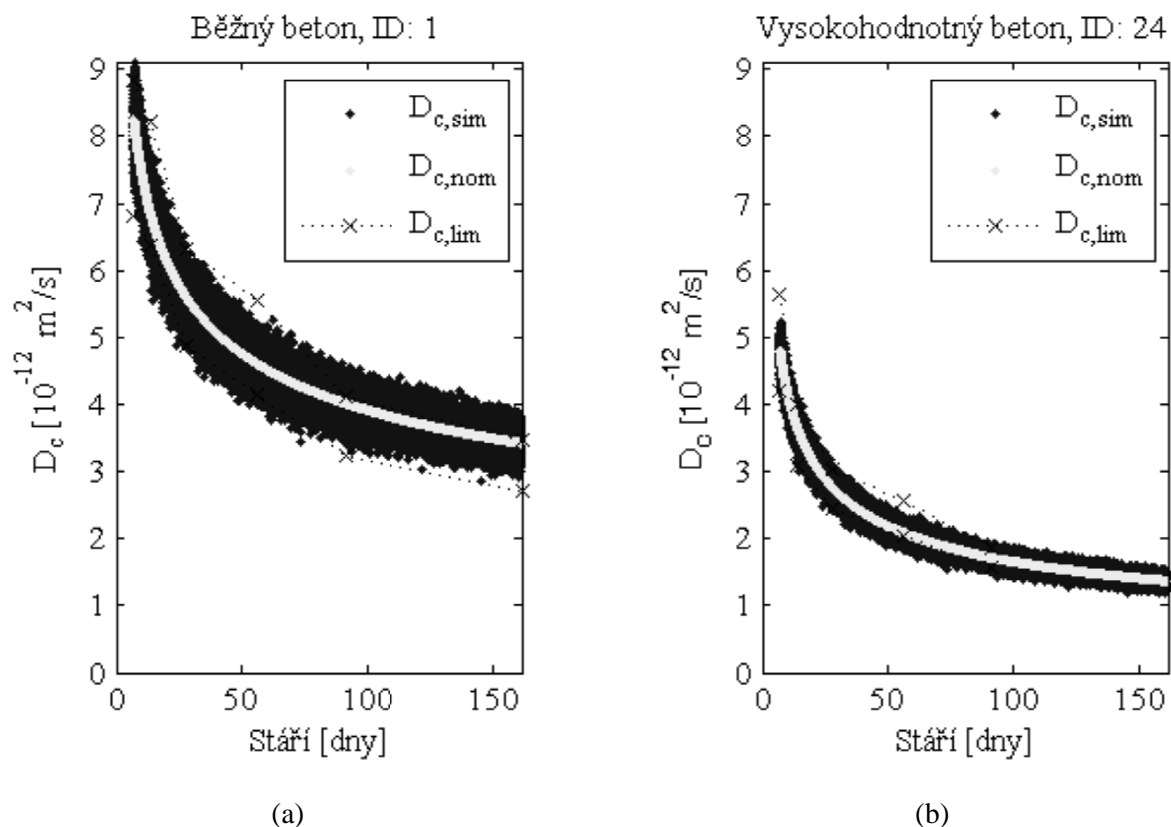 Běžný beton, ID: 1
9
8
7
6
5
4
3
2
1
0
D_c [10^-12 m^2/s]
D_c,sim
D_c,nom
D_c,lim
0 50 100 150
Stáří [dny]
(a)
Vysokohodnotný beton, ID: 24
9
8
7
6
5
4
3
2
1
0
D_c [10^-12 m^2/s]
D_c,sim
D_c,nom
D_c,lim
0 50 100 150
Stáří [dny]
(b)